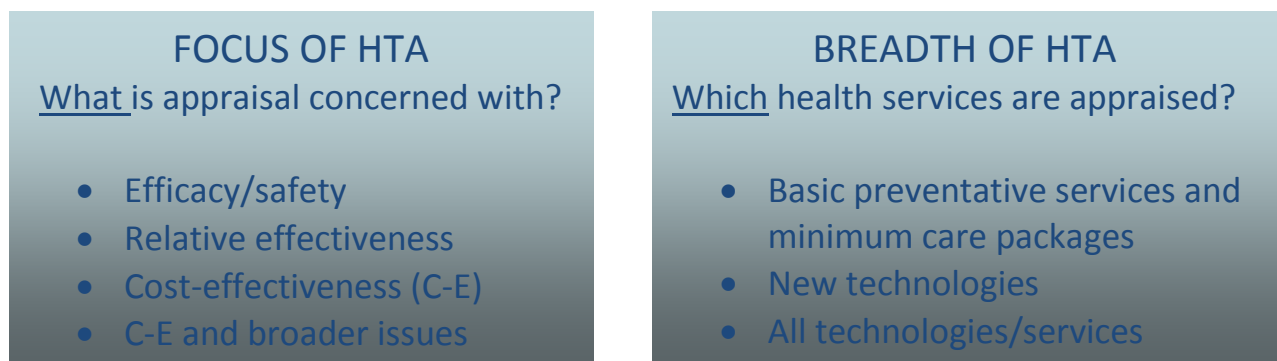 FOCUS OF HTA
What is appraisal concerned with?
• Efficacy/safety
• Relative effectiveness
• Cost-effectiveness (C-E)
• C-E and broader issues
BREADTH OF HTA
Which health services are appraised?
• Basic preventative services and
minimum care packages
• New technologies
• All technologies/services